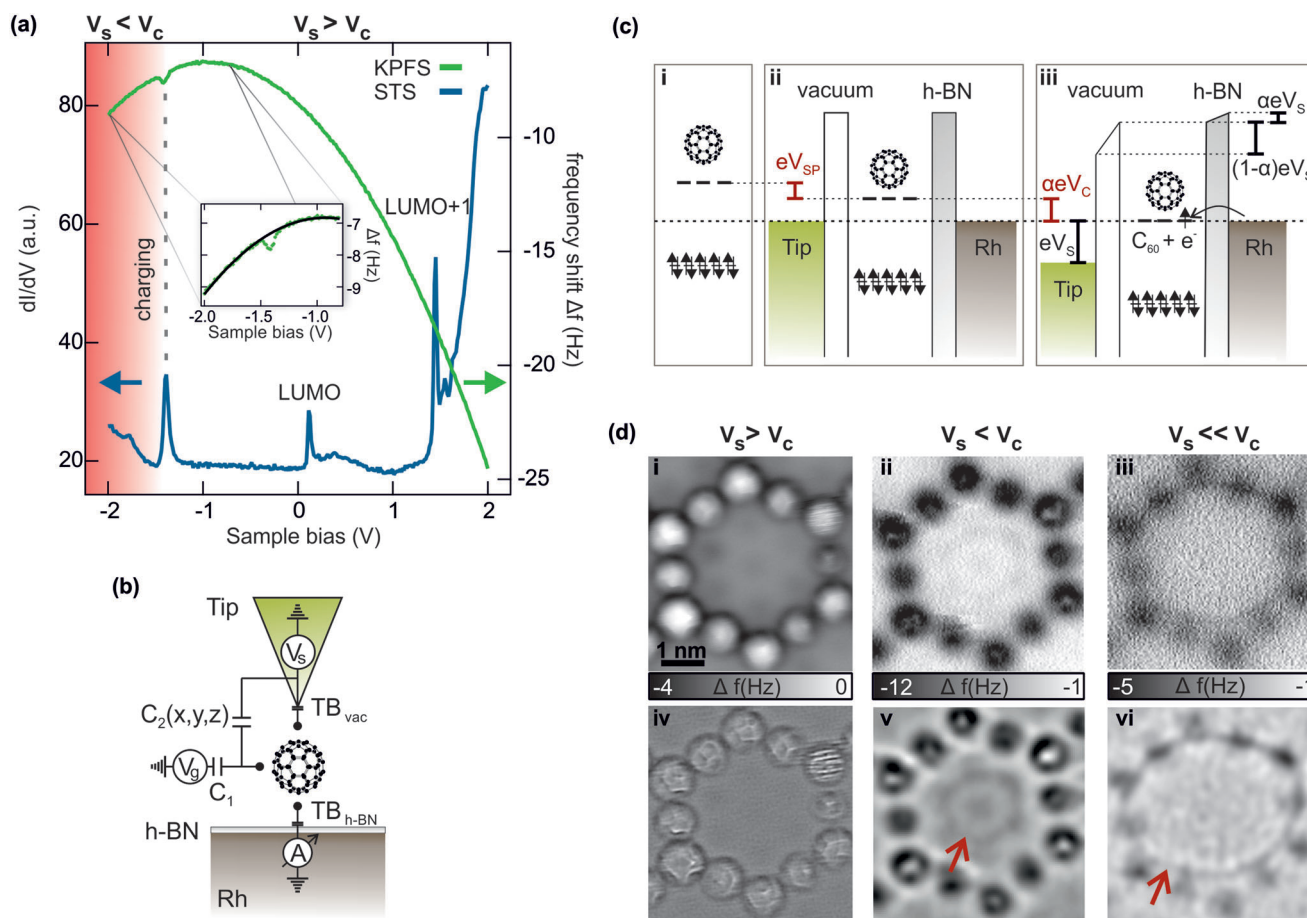 (a)
Vs < Vc
Vs > Vc
KPFS
STS
80
60
40
20
dI/dV (a.u.)
charging
LUMO
LUMO+1
-10
-15
-20
-25
frequency shift Δf (Hz)
-7
-8
-9
Δf (Hz)
-2.0
-1.5
-1.0
Sample bias (V)
-2
-1
0
1
2
Sample bias (V)
(b)
Tip
Vs
TBvac
C2(x,y,z)
Vg
C1
TBh-BN
h-BN
A
Rh
(c)
i
ii
vacuum
h-BN
eVSP
Tip
Rh
iii
vacuum
h-BN
αeVS
(1-α)eVS
αeVC
eVS
C60 + e-
Tip
Rh
(d)
Vs > Vc
Vs < Vc
Vs << Vc
i
ii
iii
1 nm
-4 Δ f(Hz) 0
-12 Δ f(Hz) -1
-5 Δ f(Hz)
iv
v
vi